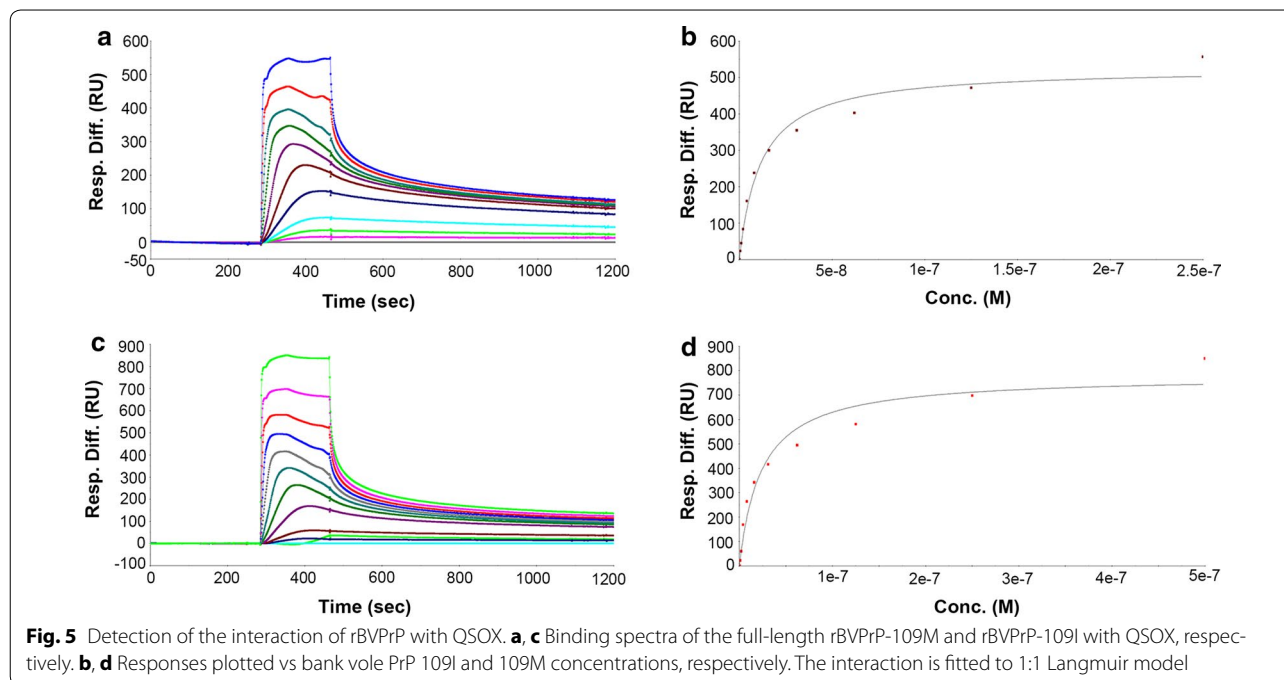 a
600
500
400
300
200
100
0
-50
Resp. Diff. (RU)
0 200 400 600 800 1000 1200
Time (sec)
b
600
500
400
300
200
100
0
Resp. Diff. (RU)
5e-8 1e-7 1.5e-7 2e-7 2.5e-7
Conc. (M)
c
900
800
700
600
500
400
300
200
100
0
-100
Resp. Diff. (RU)
0 200 400 600 800 1000 1200
Time (sec)
d
900
800
700
600
500
400
300
200
100
0
Resp. Diff. (RU)
1e-7 2e-7 3e-7 4e-7 5e-7
Conc. (M)
Fig. 5 Detection of the interaction of rBVPrP with QSOX. a, c Binding spectra of the full-length rBVPrP-109M and rBVPrP-109I with QSOX, respec-
tively. b, d Responses plotted vs bank vole PrP 109I and 109M concentrations, respectively. The interaction is fitted to 1:1 Langmuir model